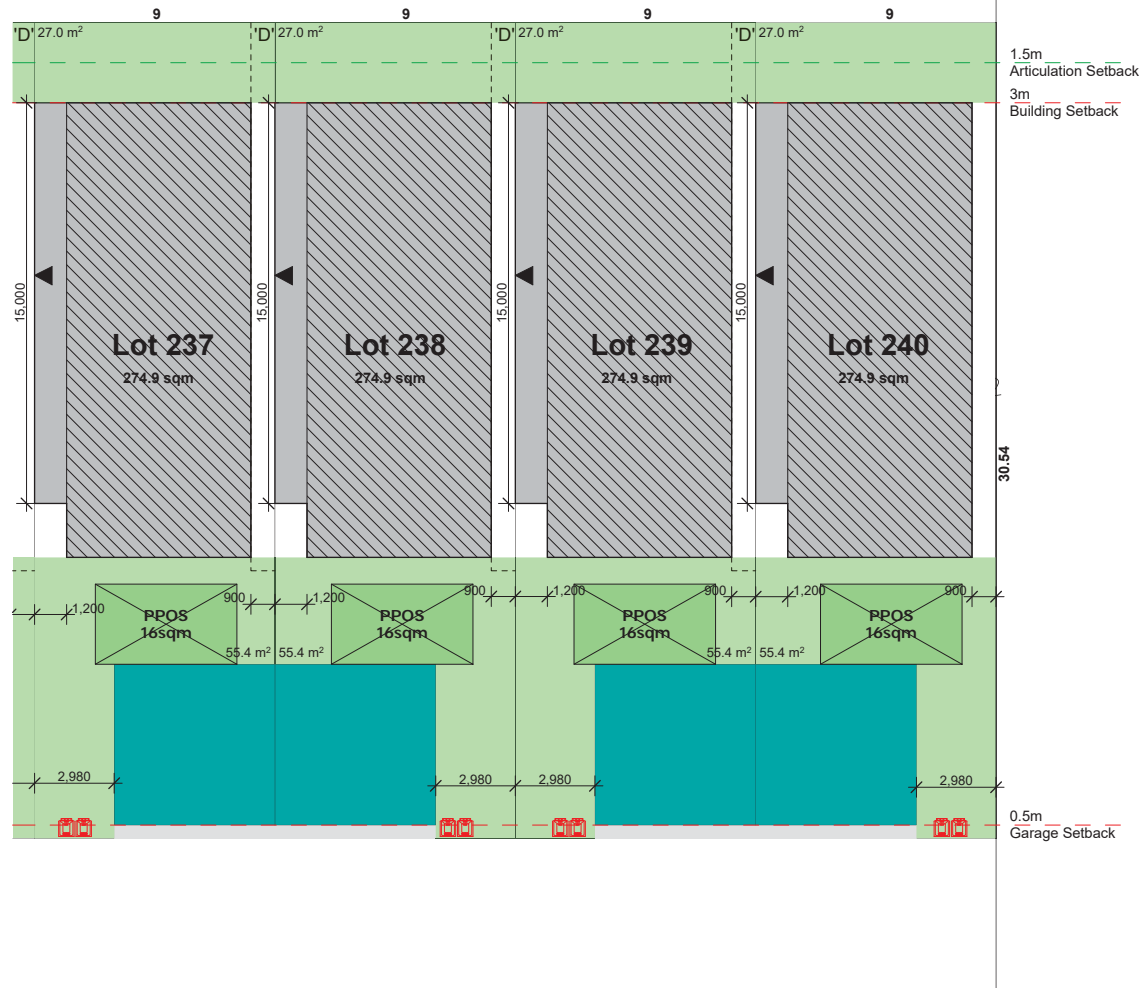 9
9
9
9
'D' 27.0 m²
'D' 27.0 m²
'D' 27.0 m²
'D' 27.0 m²
1.5m
Articulation Setback
3m
Building Setback
15,000
15,000
15,000
15,000
Lot 237
274.9 sqm
Lot 238
274.9 sqm
Lot 239
274.9 sqm
Lot 240
274.9 sqm
30.54
1,200
900
1,200
900
1,200
900
1,200
900
PPOS
16sqm
PPOS
16sqm
PPOS
16sqm
PPOS
16sqm
55.4 m²
55.4 m²
55.4 m²
55.4 m²
2,980
2,980
2,980
2,980
0.5m
Garage Setback